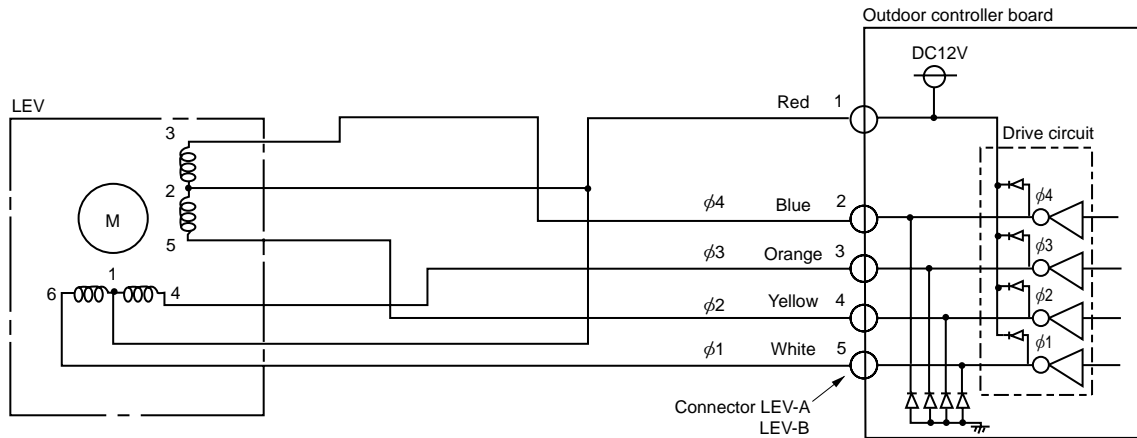 Outdoor controller board
DC12V
LEV
Red 1
3
Drive circuit
2
M
5
ϕ4 Blue 2 ϕ4
ϕ3 Orange 3 ϕ3
1
6 4
ϕ2 Yellow 4 ϕ2
ϕ1 White 5 ϕ1
Connector LEV-A
LEV-B